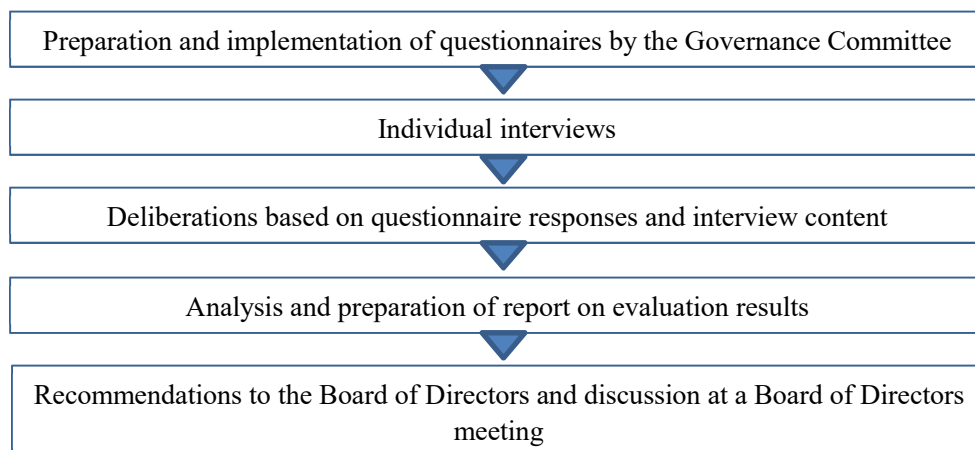 Preparation and implementation of questionnaires by the Governance Committee
Individual interviews
Deliberations based on questionnaire responses and interview content
Analysis and preparation of report on evaluation results
Recommendations to the Board of Directors and discussion at a Board of Directors
meeting